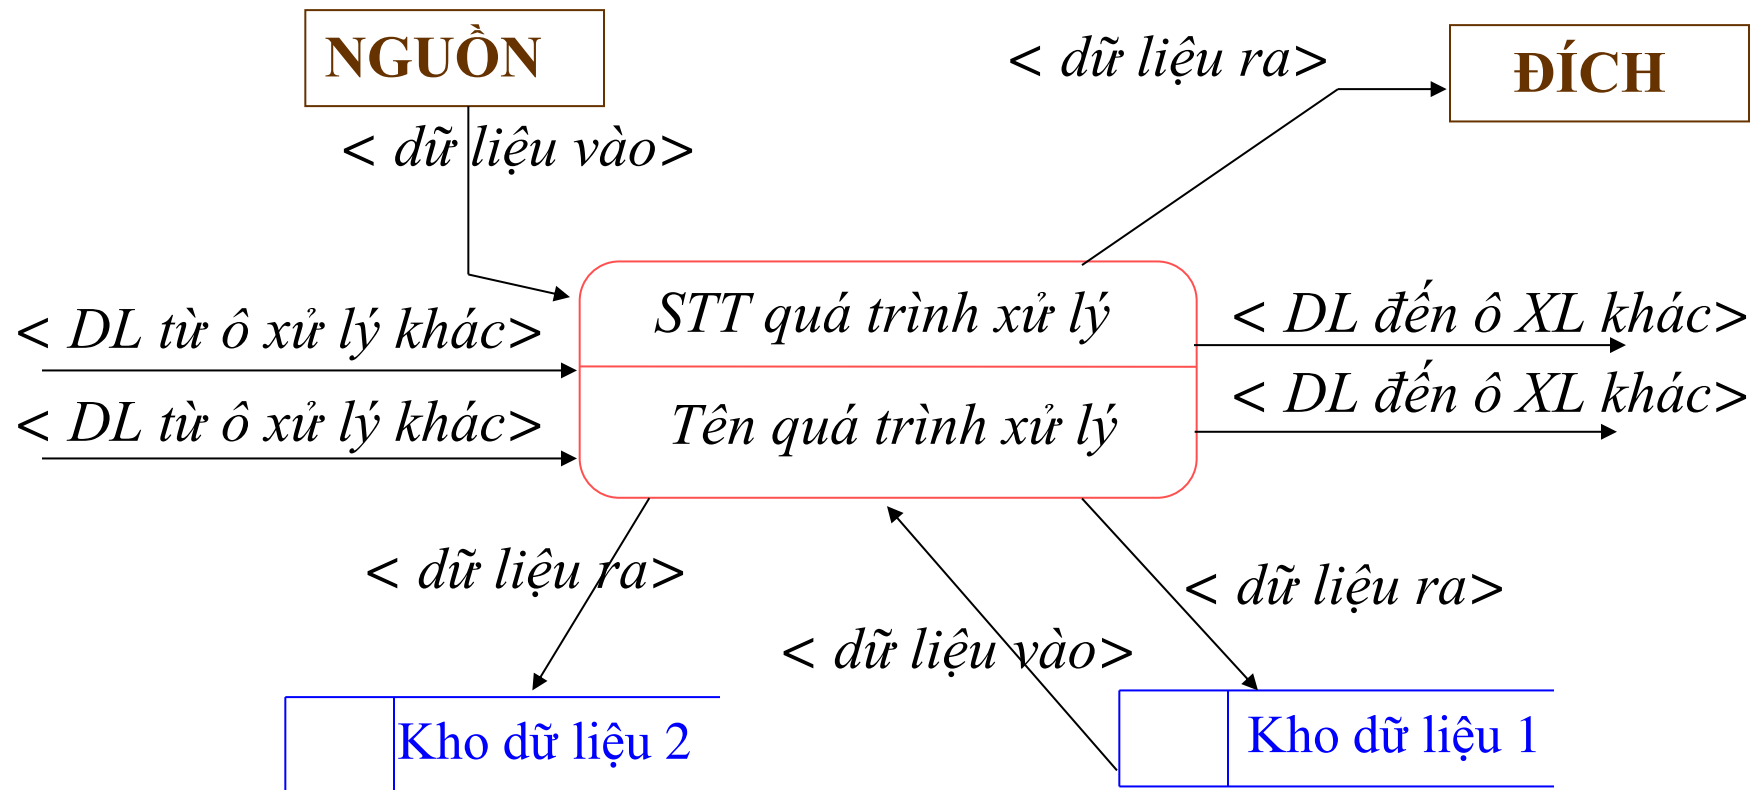 NGUỒN
< dữ liệu ra>
ĐÍCH
< dữ liệu vào>
< DL từ ô xử lý khác>
STT quá trình xử lý
< DL đến ô XL khác>
< DL từ ô xử lý khác>
Tên quá trình xử lý
< DL đến ô XL khác>
< dữ liệu ra>
< dữ liệu vào>
< dữ liệu ra>
Kho dữ liệu 2
Kho dữ liệu 1